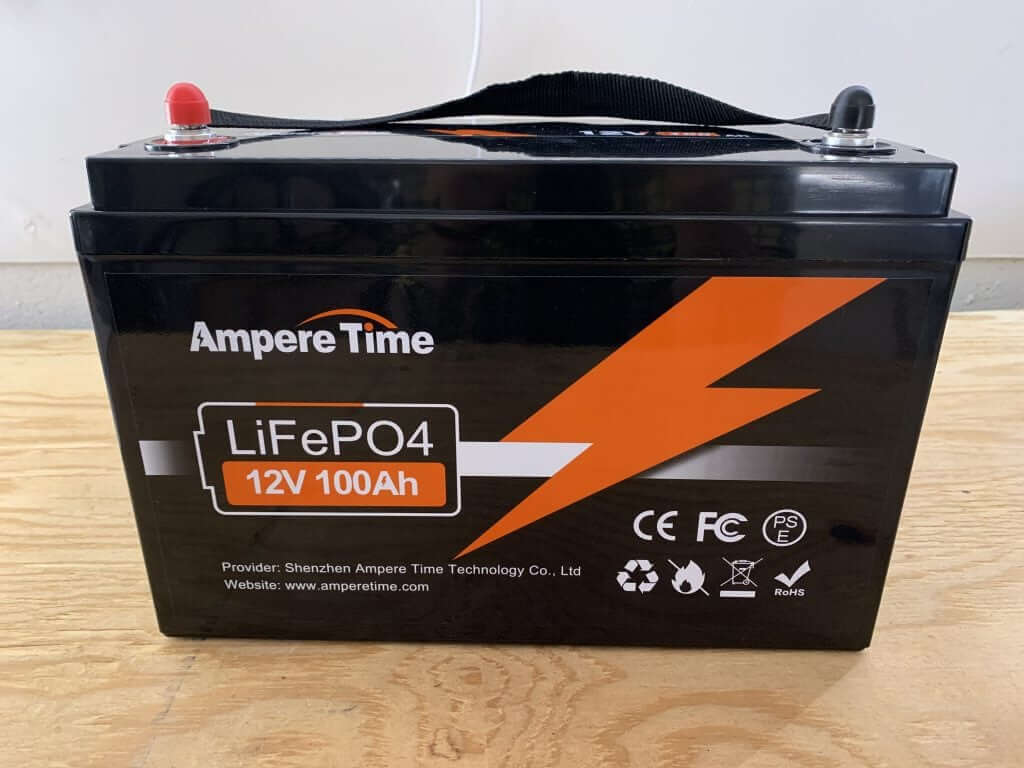 12V
Ampere Time
LiFePO4
12V 100Ah
CE FC PS
E
Provider: Shenzhen Ampere Time Technology Co., Ltd
Website: www.amperetime.com
RoHS